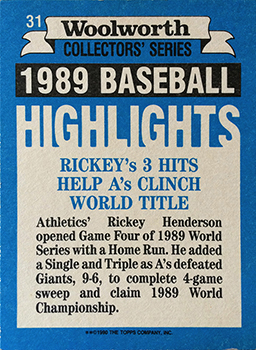 31
Woolworth
COLLECTORS' SERIES
1989 BASEBALL
HIGHLIGHTS
RICKEY's 3 HITS
HELP A's CLINCH
WORLD TITLE
Athletics' Rickey Henderson
opened Game Four of 1989 World
Series with a Home Run. He added
a Single and Triple as A's defeated
Giants, 9-6, to complete 4-game
sweep and claim 1989 World
Championship.
©1990 THE TOPPS COMPANY, INC.